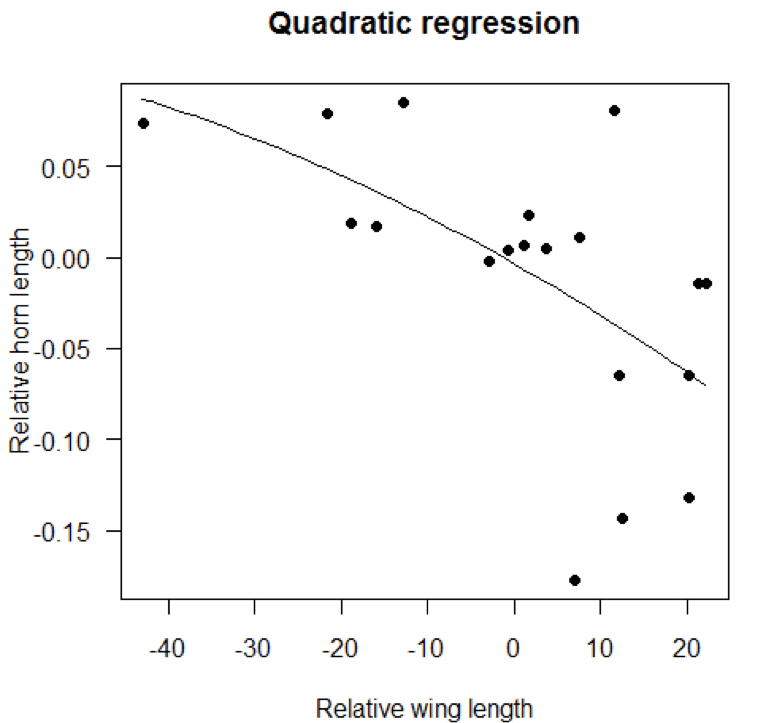 Quadratic regression
Relative horn length
0.05
0.00
-0.05
-0.10
-0.15
-40 -30 -20 -10 0 10 20
Relative wing length